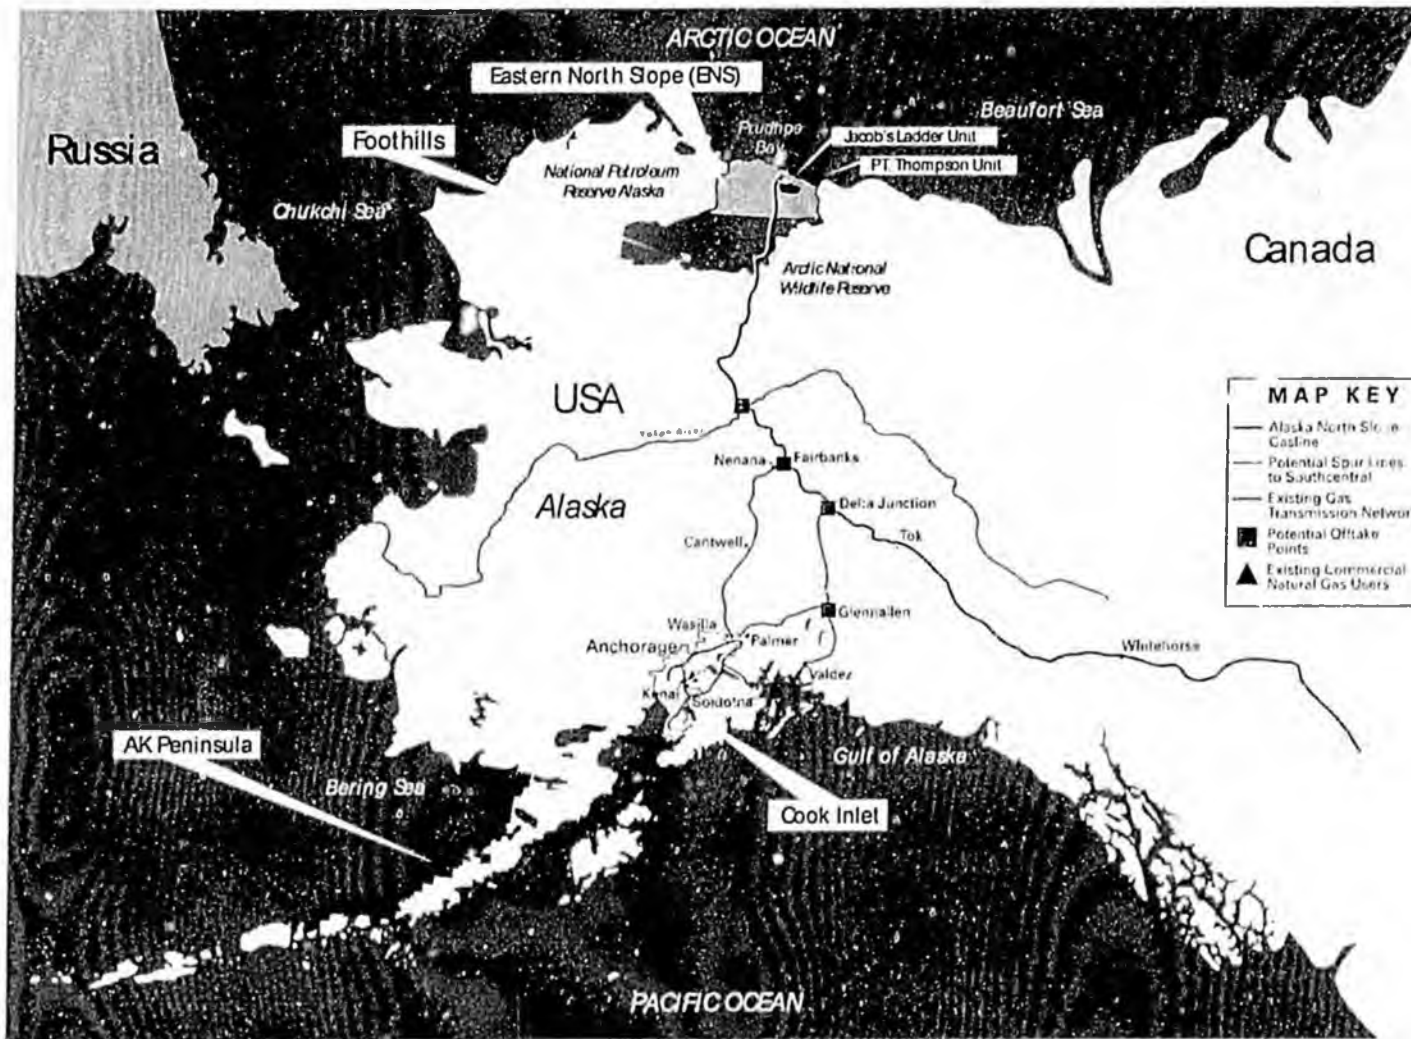 ARCTIC OCEAN
Eastern North Slope (ENS)
Beaufort Sea
Prudhoe
Bay
Jacob's Ladder Unit
Russia
Foothills
National Petroleum
Reserve Alaska
PT. Thompson Unit
Chukchi Sea
Canada
Arctic National
Wildlife Reserve
USA
Yukon River
MAP KEY
Alaska North Slope
Gasline
Potential Spur Lines
to Southcentral
Existing Gas
Transmission Networ
Potential Offtake
Points
Existing Commercial
Natural Gas Users
Nenana
Fairbanks
Alaska
Delta Junction
Tok
Cantwell
Glennallen
Wasilla
Palmer
Anchorage
Whitehorse
Valdez
Kenai
Soldotna
AK Peninsula
Gulf of Alaska
Bering Sea
Cook Inlet
PACIFIC OCEAN